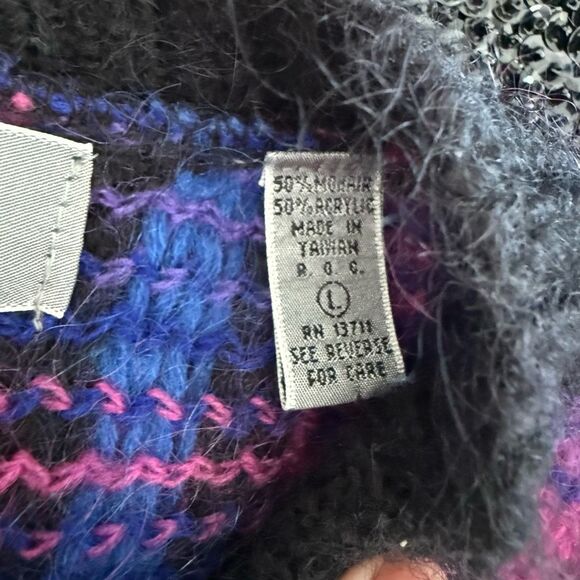 50% MOHAIR
50% ACRYLIC
MADE IN
TAIWAN
R. O. C.
L
RN 13711
SEE REVERSE
FOR CARE